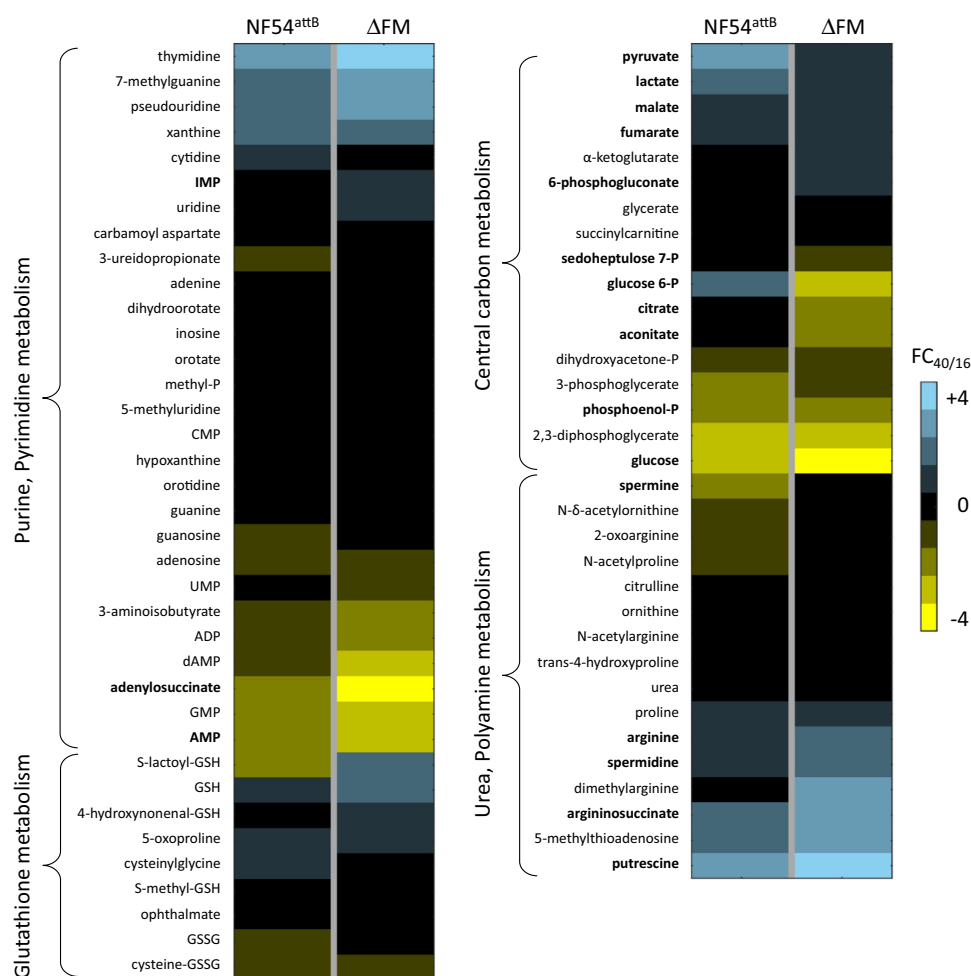 NF54attB
ΔFM
thymidine
7-methylguanine
pseudouridine
xanthine
cytidine
IMP
uridine
carbamoyl aspartate
3-ureidopropionate
adenine
dihydroorotate
inosine
orotate
methyl-P
5-methyluridine
CMP
hypoxanthine
orotidine
guanine
guanosine
adenosine
UMP
3-aminoisobutyrate
ADP
dAMP
adenylosuccinate
GMP
AMP
S-lactoyl-GSH
GSH
4-hydroxynonenal-GSH
5-oxoproline
cysteinylglycine
S-methyl-GSH
ophthalmate
GSSG
cysteine-GSSG
Purine, Pyrimidine metabolism
Glutathione metabolism
NF54attB
ΔFM
pyruvate
lactate
malate
fumarate
α-ketoglutarate
6-phosphogluconate
glycerate
succinylcarnitine
sedoheptulose 7-P
glucose 6-P
citrate
aconitate
dihydroxyacetone-P
3-phosphoglycerate
phosphoenol-P
2,3-diphosphoglycerate
glucose
spermine
N-δ-acetylornithine
2-oxoarginine
N-acetylproline
citrulline
ornithine
N-acetylarginine
trans-4-hydroxyproline
urea
proline
arginine
spermidine
dimethylarginine
argininosuccinate
5-methylthioadenosine
putrescine
Central carbon metabolism
Urea, Polyamine metabolism
FC40/16
+4
0
-4